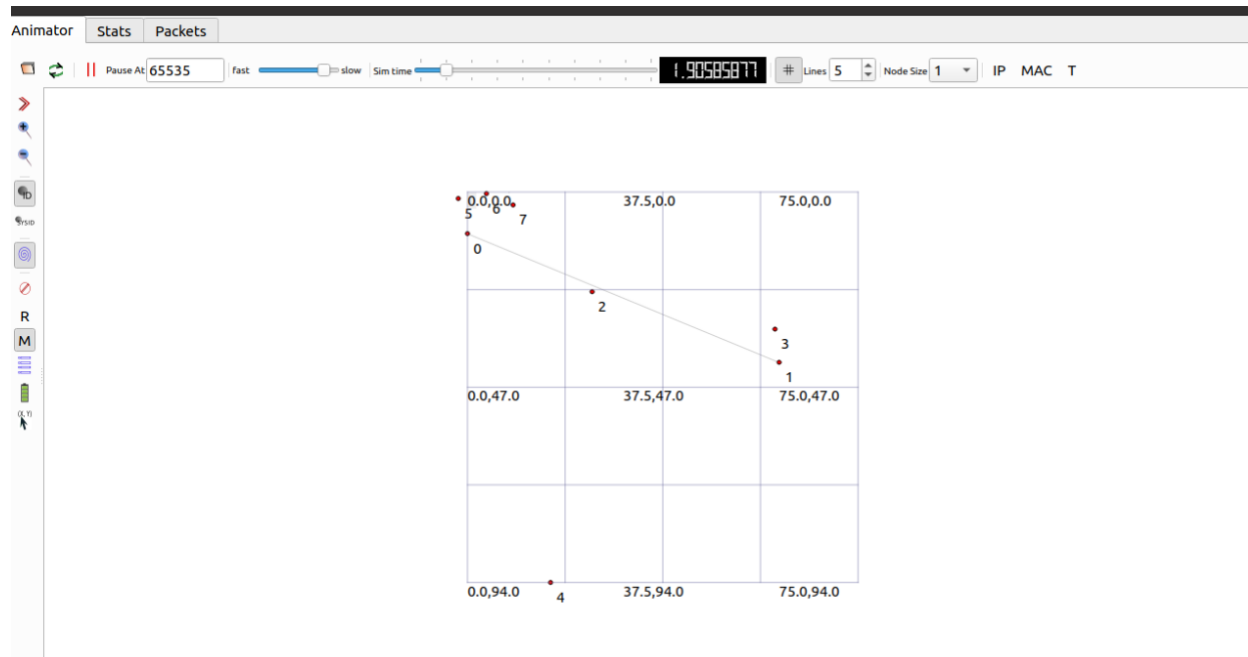 Animator Stats Packets
Pause At 65535 fast slow Sim time 1.90585877 # Lines 5 Node Size 1 IP MAC T
ID
SYSID
R
M
(X, Y)
0.0,0.0 37.5,0.0 75.0,0.0
5 6 7
0
2
3
1
0.0,47.0 37.5,47.0 75.0,47.0
0.0,94.0 37.5,94.0 75.0,94.0
4